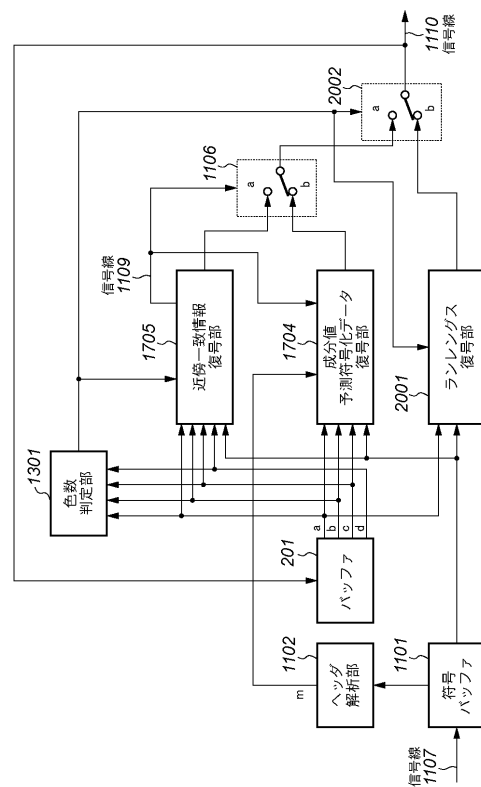 信号線
1107
符号
バッファ
1101
ヘッダ
解析部
1102
m
バッファ
201
a
b
c
d
色数
判定部
1301
近傍一致情報
復号部
1705
成分値
予測符号化データ
復号部
1704
ランレングス
復号部
2001
信号線
1109
1106
a
b
2002
a
b
1110
信号線